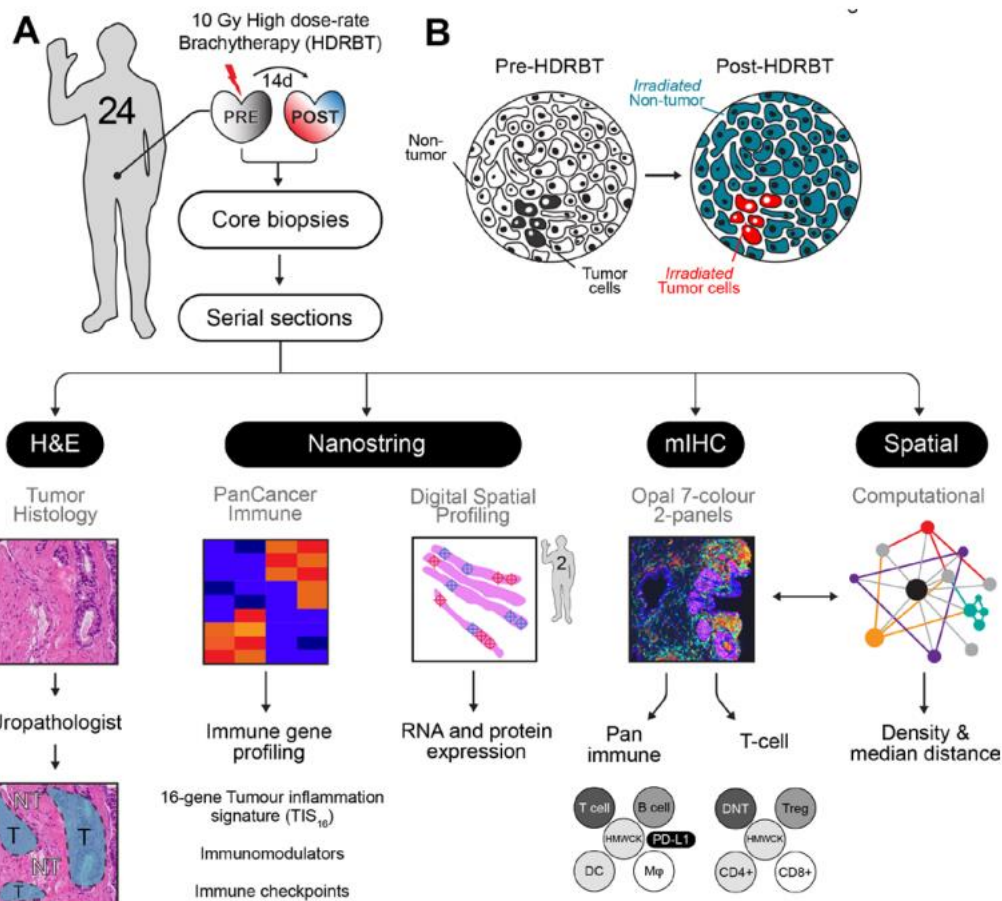 A
10 Gy High dose-rate
Brachytherapy (HDRBT)
14d
24
PRE
POST
Core biopsies
Serial sections
B
Pre-HDRBT
Post-HDRBT
Irradiated
Non-tumor
Non-
tumor
Tumor
cells
Irradiated
Tumor cells
H&E
Nanostring
mIHC
Spatial
Tumor
Histology
PanCancer
Immune
Digital Spatial
Profiling
Opal 7-colour
2-panels
Computational
2
Uropathologist
Immune gene
profiling
RNA and protein
expression
Pan
immune
T-cell
Density &
median distance
NT
T
T
NT
T
16-gene Tumour inflammation
signature (TIS16)
Immunomodulators
Immune checkpoints
T cell
B cell
HMWCK
PD-L1
DC
Mφ
DNT
Treg
HMWCK
CD4+
CD8+